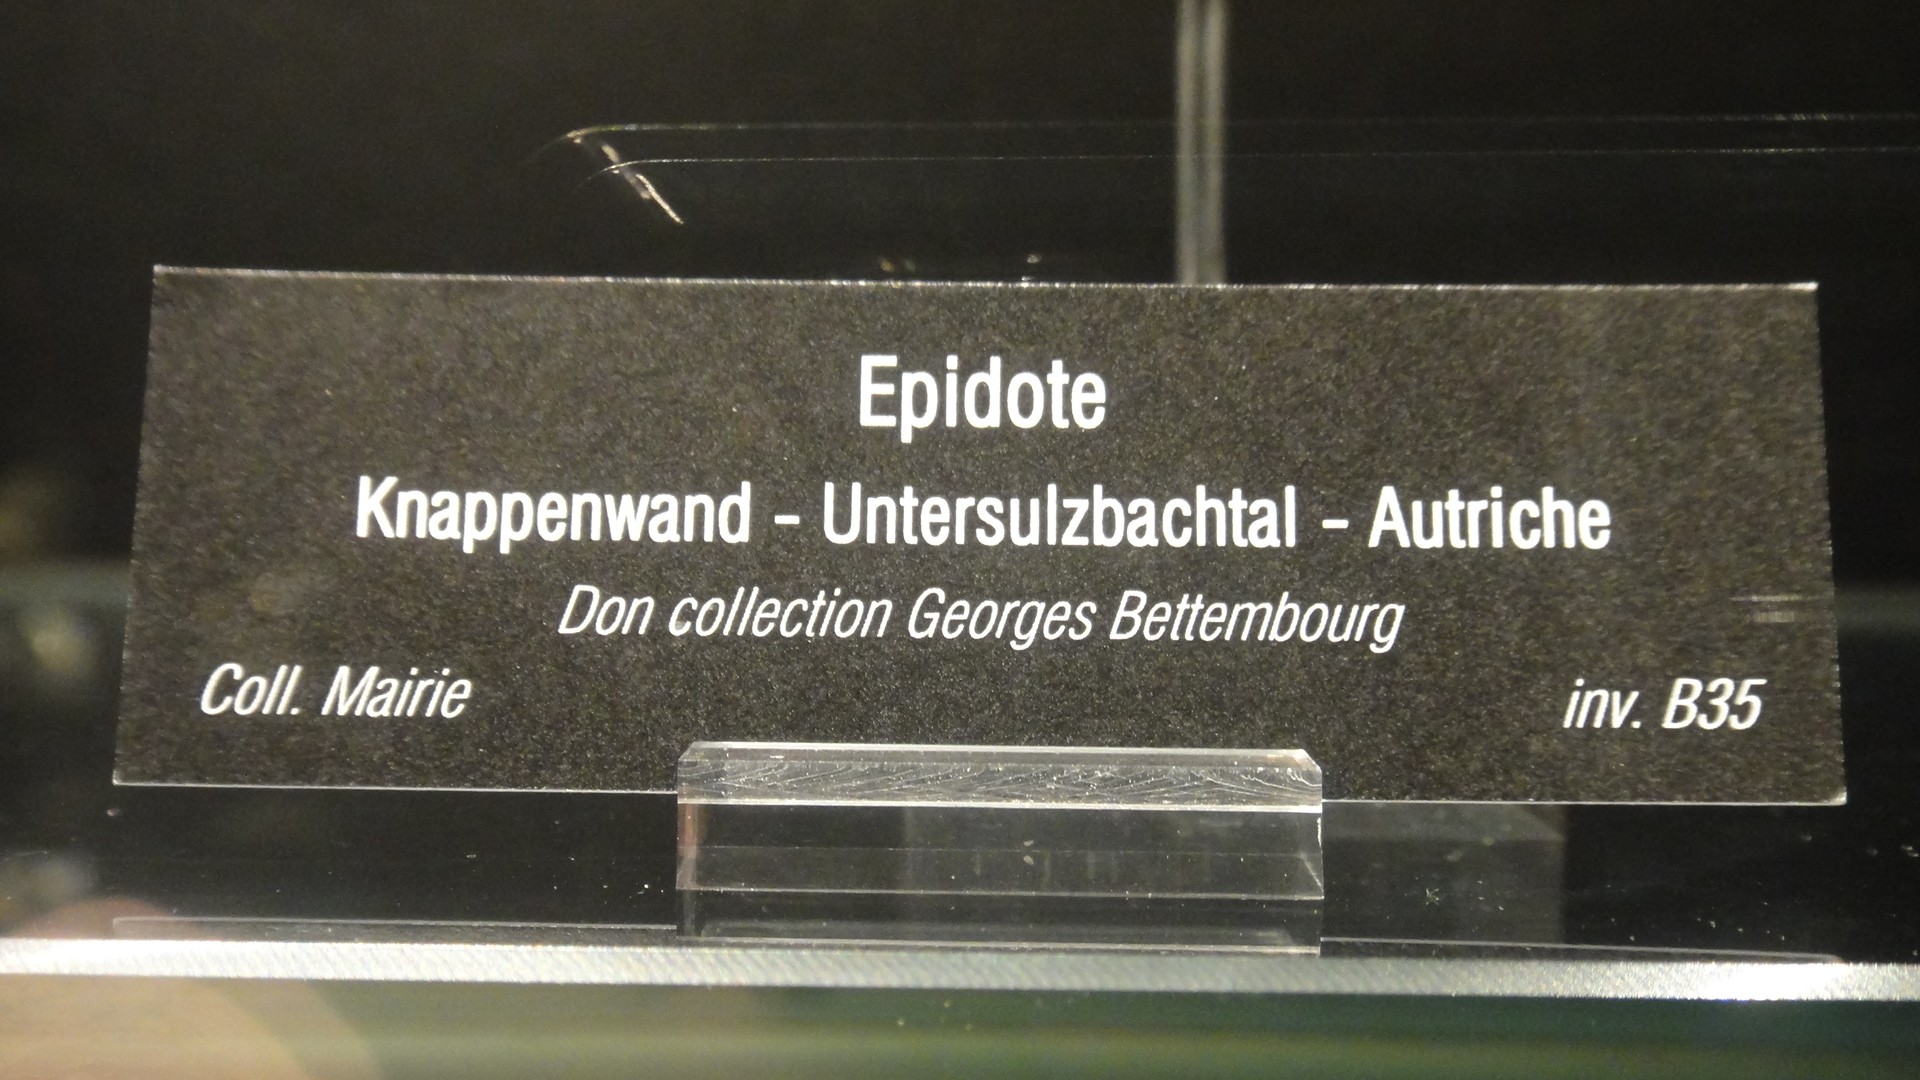 Epidote
Knappenwand - Untersulzbachtal - Autriche
Don collection Georges Bettembourg
Coll. Mairie
inv. B35